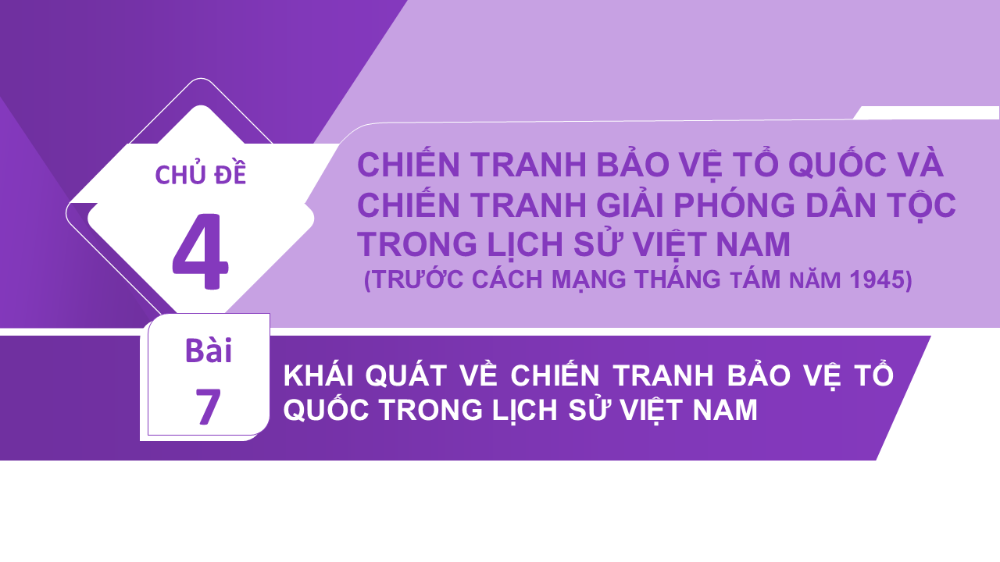 CHỦ ĐỀ
4
CHIẾN TRANH BẢO VỆ TỔ QUỐC VÀ
CHIẾN TRANH GIẢI PHÓNG DÂN TỘC
TRONG LỊCH SỬ VIỆT NAM
(TRƯỚC CÁCH MẠNG THÁNG TÁM NĂM 1945)
Bài
7
KHÁI QUÁT VỀ CHIẾN TRANH BẢO VỆ TỔ
QUỐC TRONG LỊCH SỬ VIỆT NAM